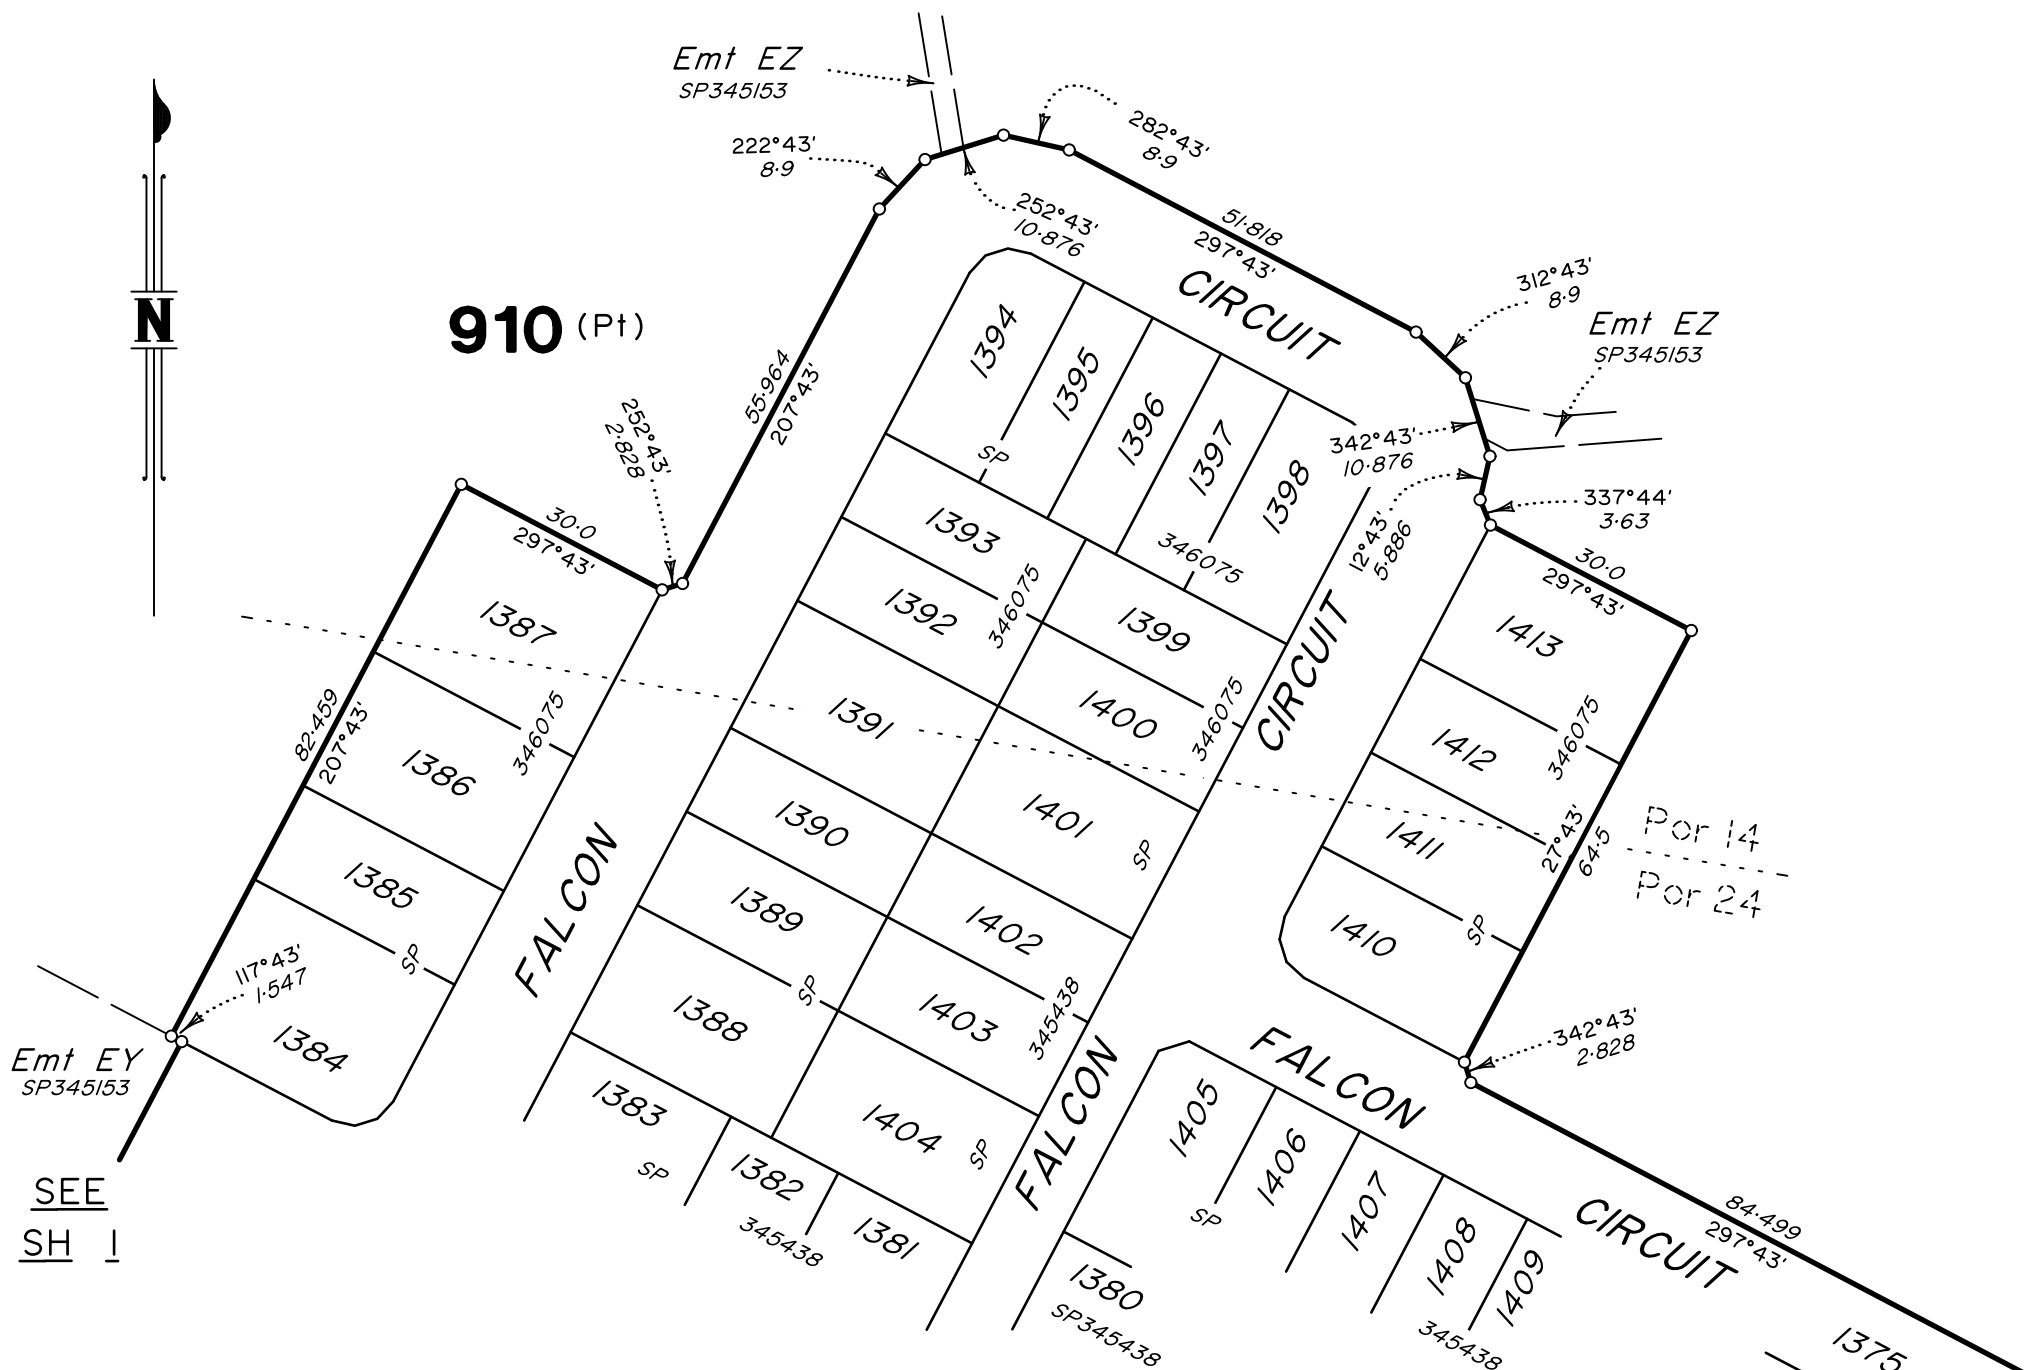 Emt EZ
SP345153
222°43'
8·9
282°43'
8·9
252°43'
10·876
51·818
297°43'
312°43'
8·9
Emt EZ
SP345153
N
910 (Pt)
55·964
207°43'
252°43'
2·828
CIRCUIT
1394
1395
1396
1397
1398
SP
346075
342°43'
10·876
12°43'
5·886
337°44'
3·63
30·0
297°43'
30·0
297°43'
1393
1392
346075
1399
1400
346075
CIRCUIT
1413
1412
346075
1411
1410
SP
27°43'
64·5
Por 14
Por 24
1387
1386
346075
82·459
207°43'
1385
SP
1384
117°43'
1·547
Emt EY
SP345153
SEE
SH 1
FALCON
1391
1390
1389
1388
SP
1401
SP
1402
1403
345438
1404
SP
FALCON
1383
SP
1382
1381
345438
FALCON
CIRCUIT
342°43'
2·828
84·499
297°43'
1405
SP
1406
1407
1408
1409
345438
1380
SP345438
1375